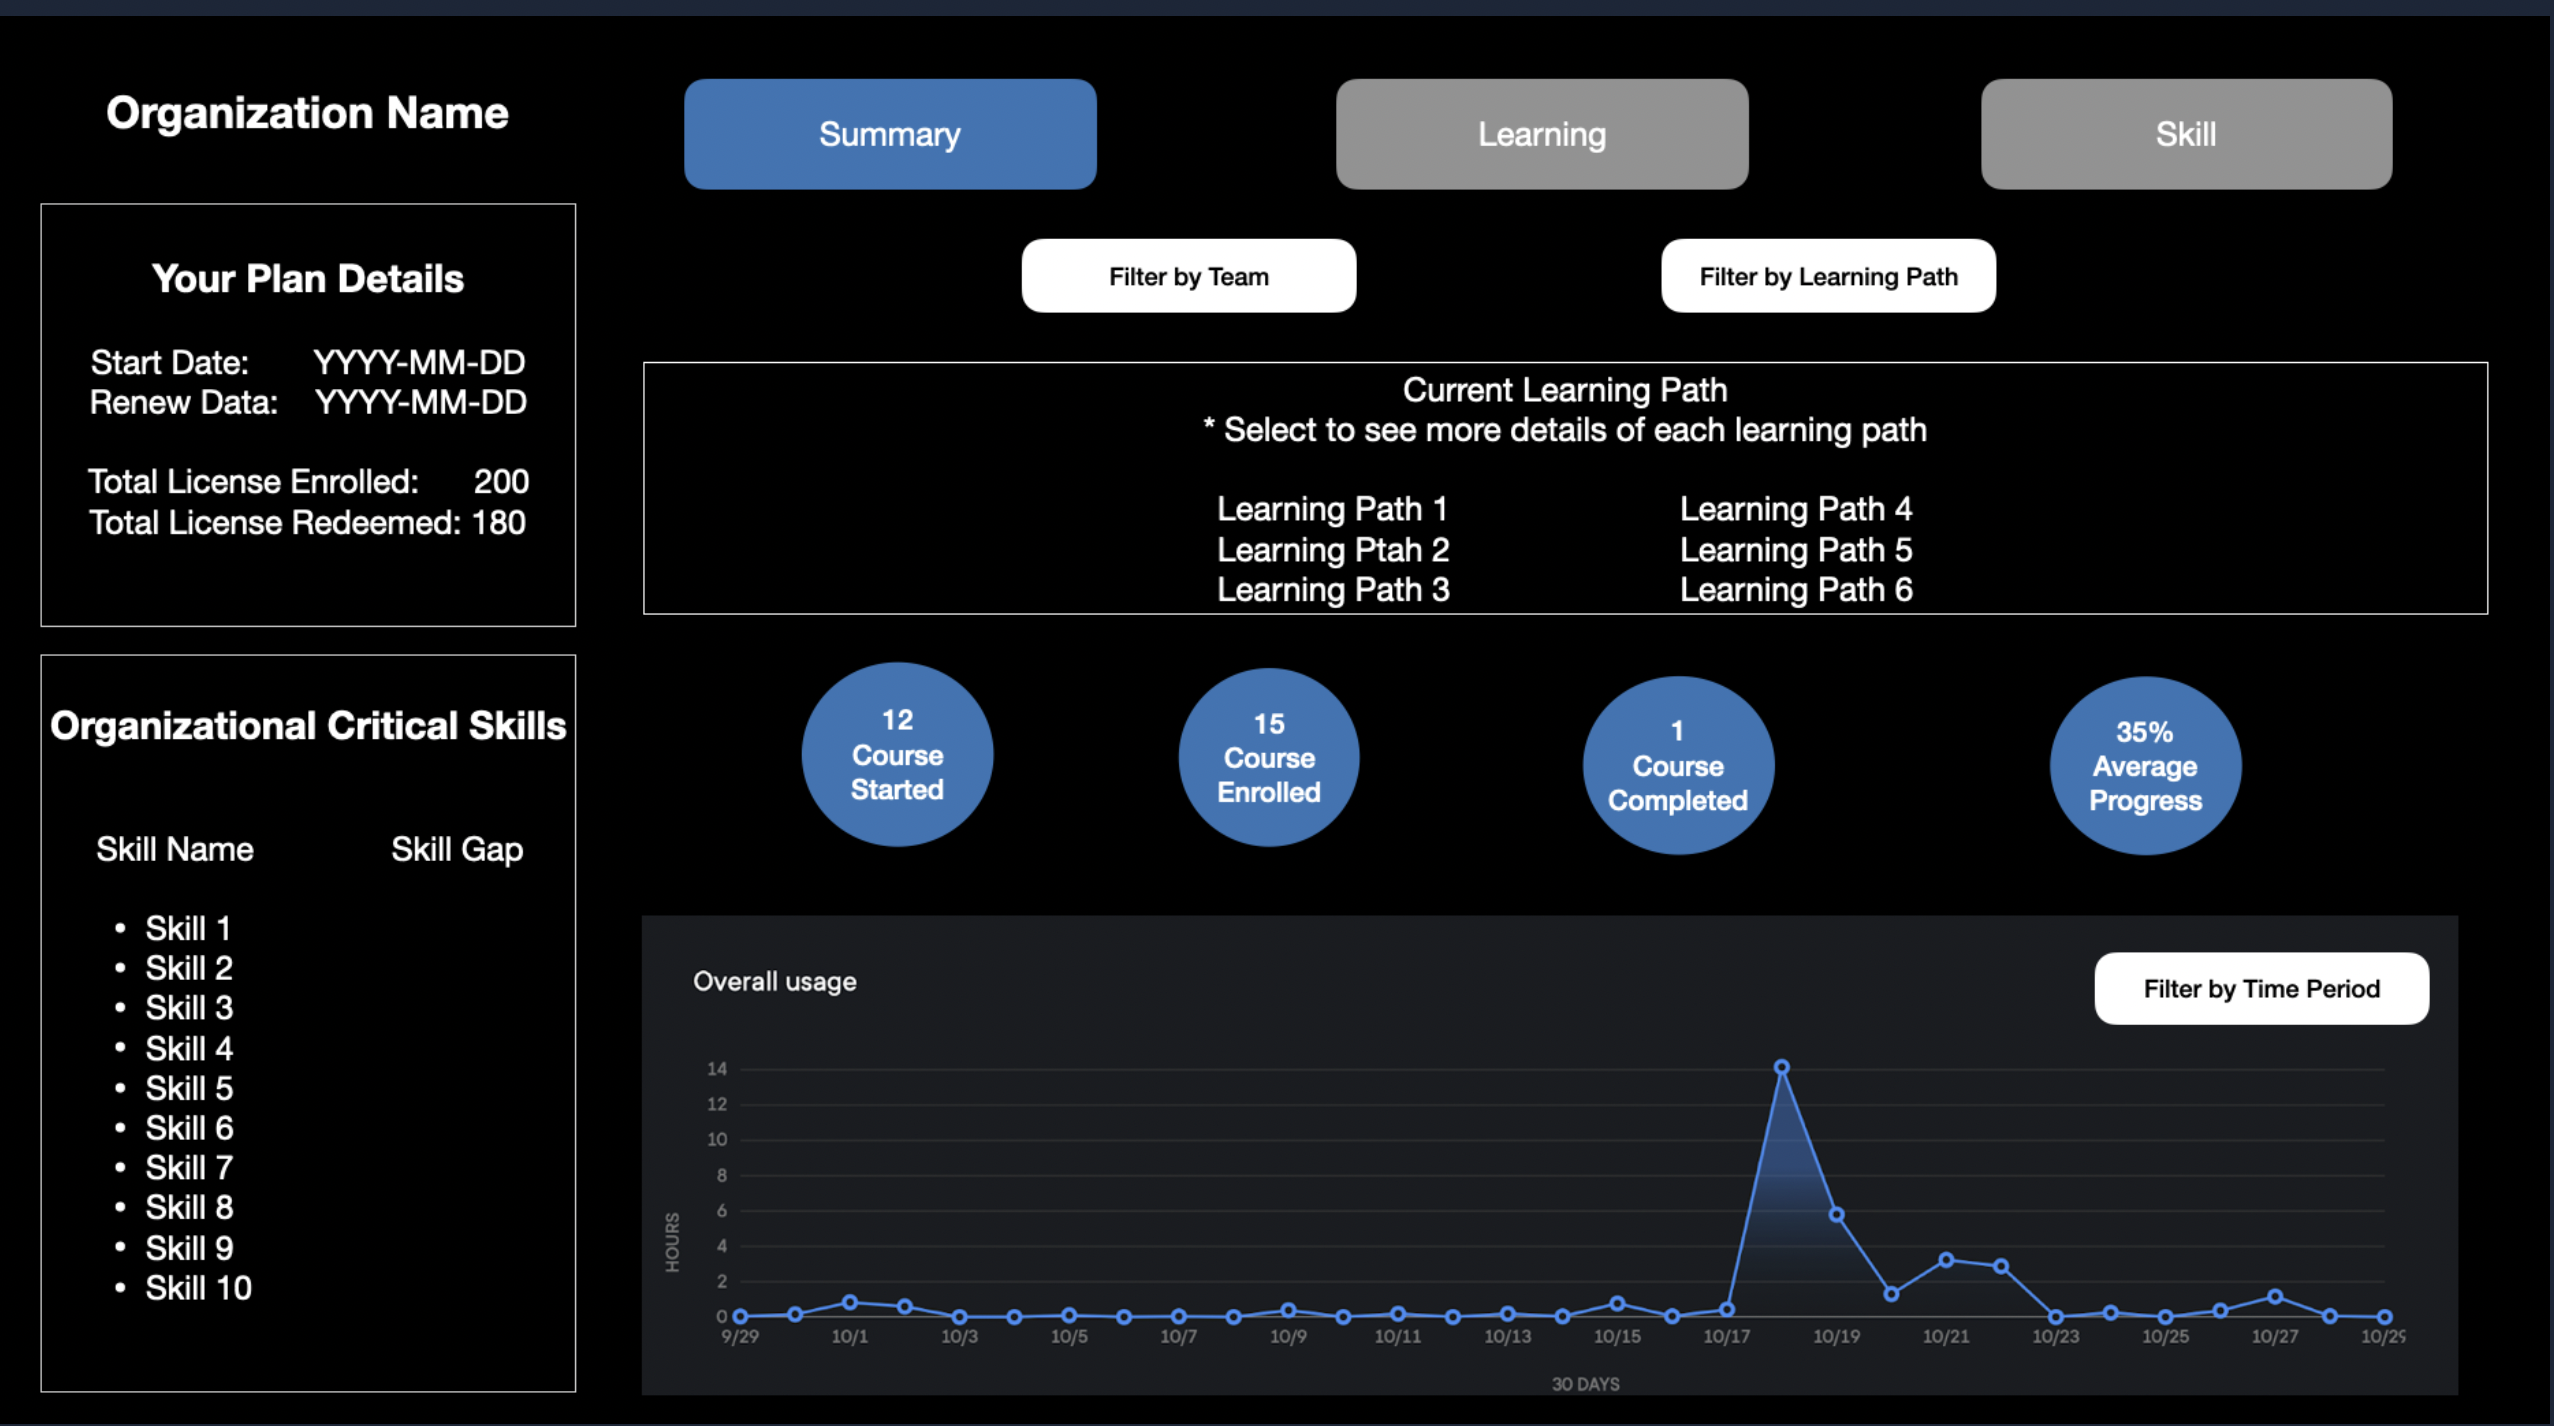 Organization Name
Your Plan Details
Start Date: YYYY-MM-DD
Renew Data: YYYY-MM-DD
Total License Enrolled: 200
Total License Redeemed: 180
Organizational Critical Skills
Skill Name Skill Gap
• Skill 1
• Skill 2
• Skill 3
• Skill 4
• Skill 5
• Skill 6
• Skill 7
• Skill 8
• Skill 9
• Skill 10
Summary Learning Skill
Filter by Team Filter by Learning Path
Current Learning Path
* Select to see more details of each learning path
Learning Path 1 Learning Path 4
Learning Ptah 2 Learning Path 5
Learning Path 3 Learning Path 6
12
Course
Started
15
Course
Enrolled
1
Course
Completed
35%
Average
Progress
Overall usage
Filter by Time Period
HOURS
14
12
10
8
6
4
2
0
9/29 10/1 10/3 10/5 10/7 10/9 10/11 10/13 10/15 10/17 10/19 10/21 10/23 10/25 10/27 10/29
30 DAYS